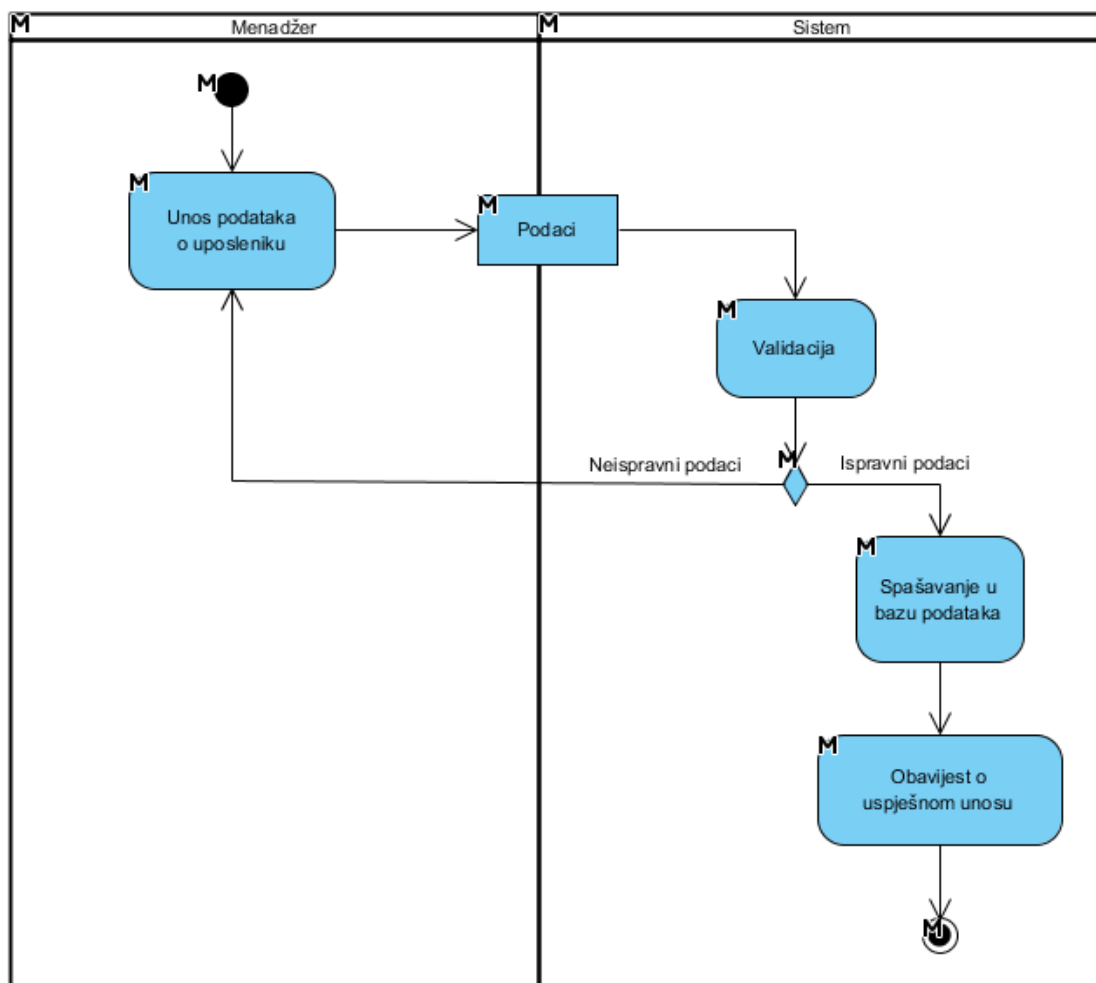 M Menadžer M Sistem
M
M
Unos podataka
o uposleniku
M
Podaci
M
Validacija
Neispravni podaci M Ispravni podaci
M
Spašavanje u
bazu podataka
M
Obavijest o
uspješnom unosu
M